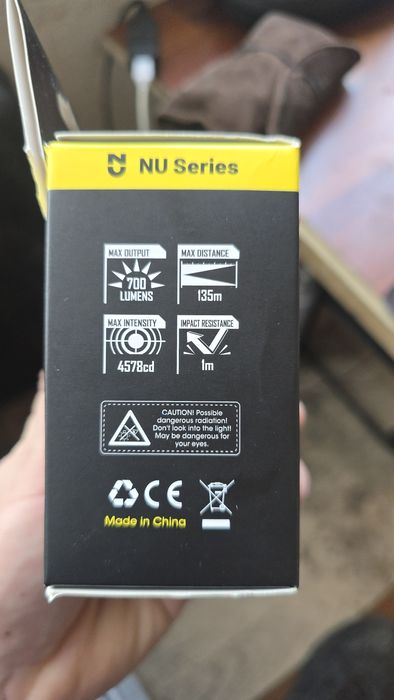 NU NU Series
MAX OUTPUT
700
LUMENS
MAX DISTANCE
135m
MAX INTENSITY
4578cd
IMPACT RESISTANCE
1m
CAUTION! Possible
dangerous radiation!
Don't look into the light!
May be dangerous for
your eyes.
CE
Made in China